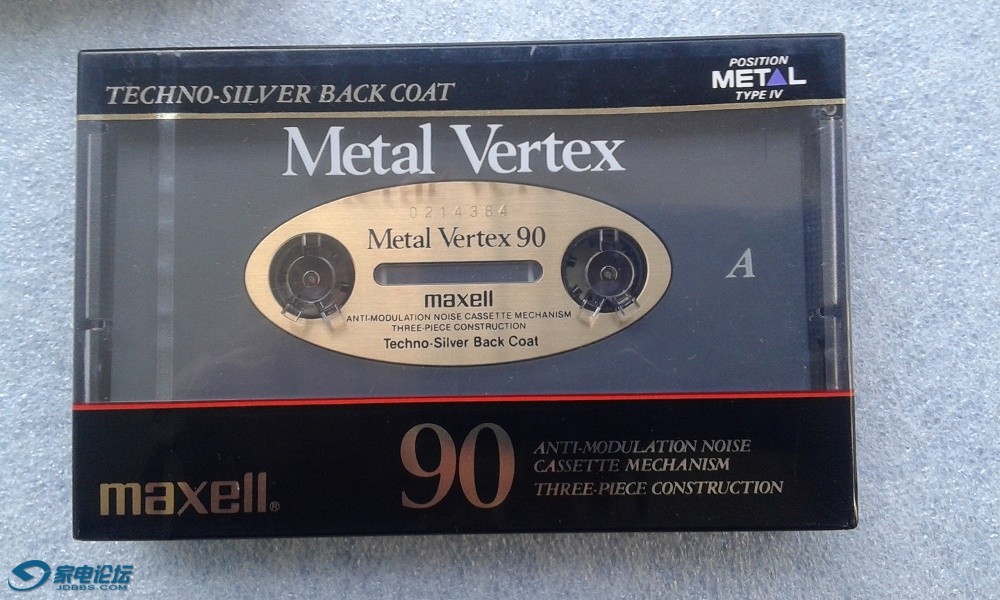 TECHNO-SILVER BACK COAT
POSITION
METAL
TYPE IV
Metal Vertex
0214384
Metal Vertex 90
maxell
ANTI-MODULATION NOISE CASSETTE MECHANISM
THREE-PIECE CONSTRUCTION
Techno-Silver Back Coat
A
maxell®
90
ANTI-MODULATION NOISE
CASSETTE MECHANISM
THREE-PIECE CONSTRUCTION
家电论坛
JDBBS.COM